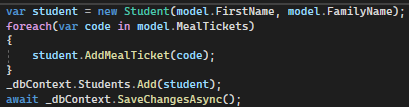 var student = new Student(model.FirstName, model.FamilyName);
foreach(var code in model.MealTickets)
{
    student.AddMealTicket(code);
}
_dbContext.Students.Add(student);
await _dbContext.SaveChangesAsync();